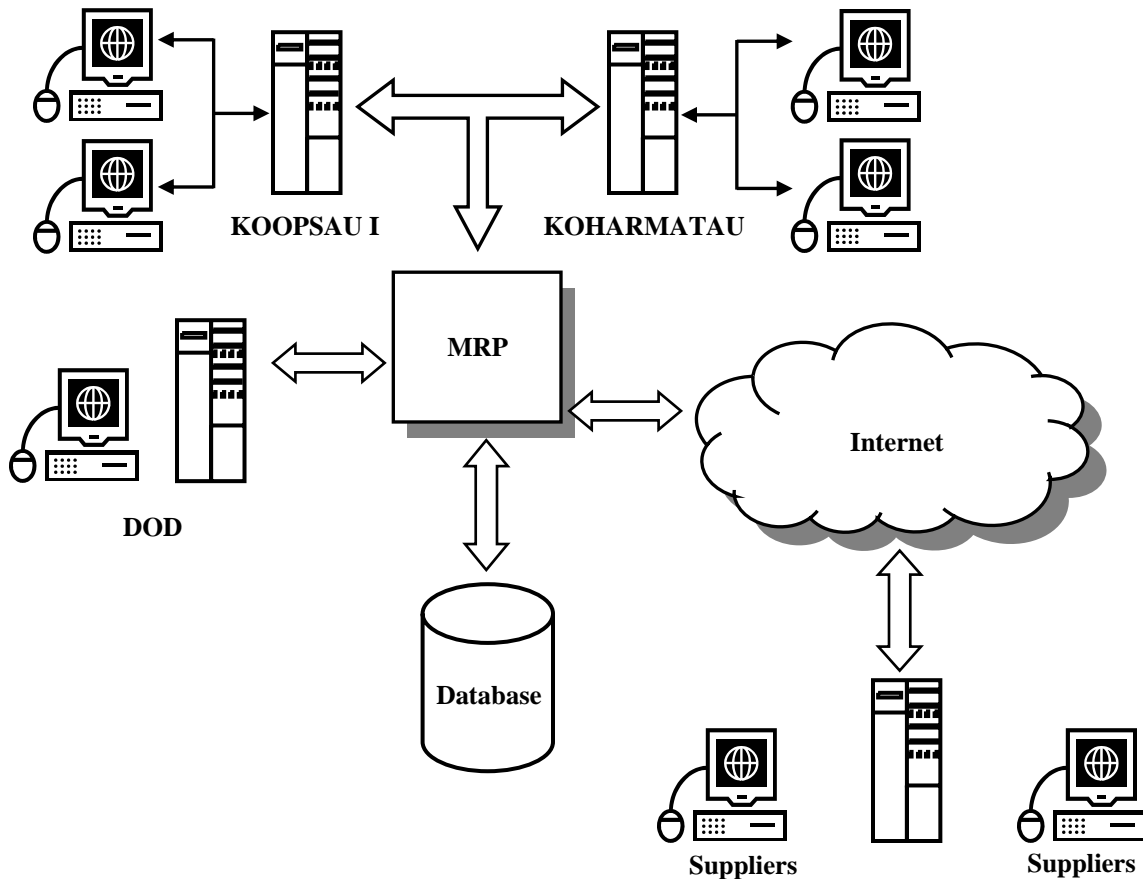 KOOPSAU I
KOHARMATAU
MRP
Internet
DOD
Database
Suppliers
Suppliers